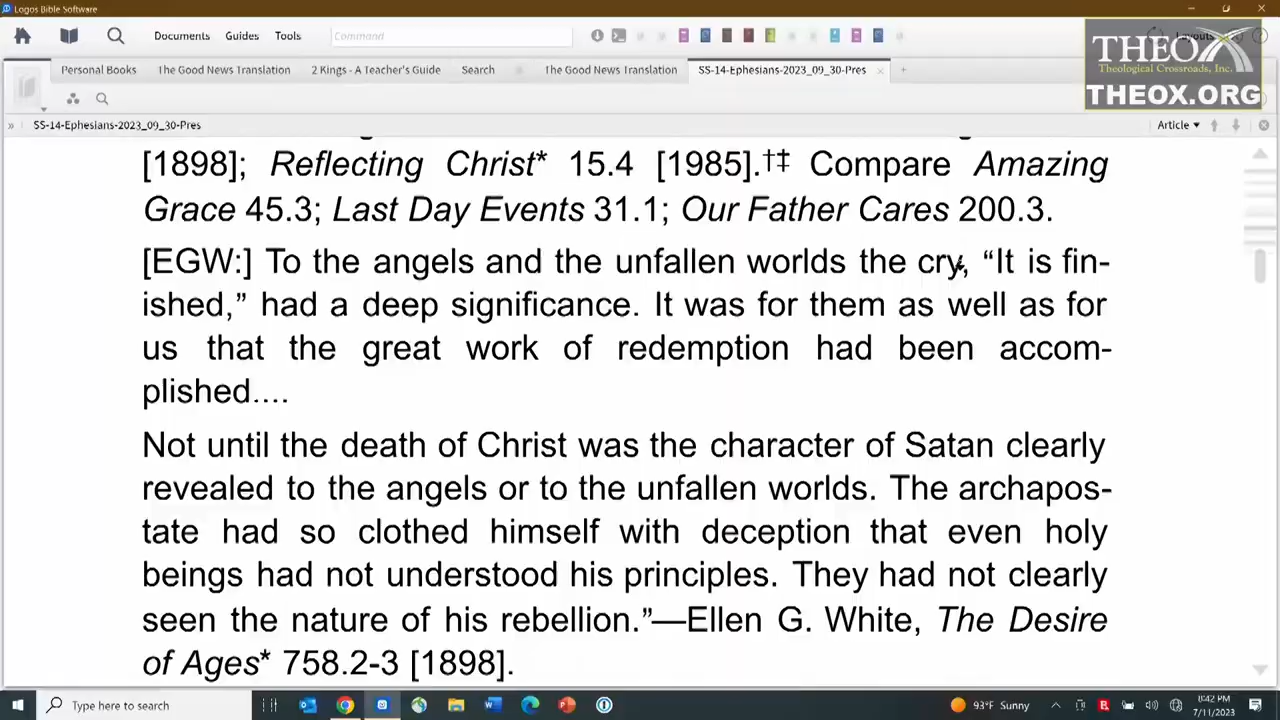 Logos Bible Software
Documents Guides Tools Command Layouts
THEOX
Theological Crossroads, Inc.
THEOX.ORG
Personal Books The Good News Translation 2 Kings - A Teacher's Gui The Good News Translation SS-14-Ephesians-2023_09_30-Pres
SS-14-Ephesians-2023_09_30-Pres Article
[1898]; Reflecting Christ* 15.4 [1985].†‡ Compare Amazing
Grace 45.3; Last Day Events 31.1; Our Father Cares 200.3.
[EGW:] To the angels and the unfallen worlds the cry, “It is fin-
ished,” had a deep significance. It was for them as well as for
us that the great work of redemption had been accom-
plished....
Not until the death of Christ was the character of Satan clearly
revealed to the angels or to the unfallen worlds. The archapos-
tate had so clothed himself with deception that even holy
beings had not understood his principles. They had not clearly
seen the nature of his rebellion.”—Ellen G. White, The Desire
of Ages* 758.2-3 [1898].
Type here to search 93°F Sunny 8:42 PM
7/11/2023